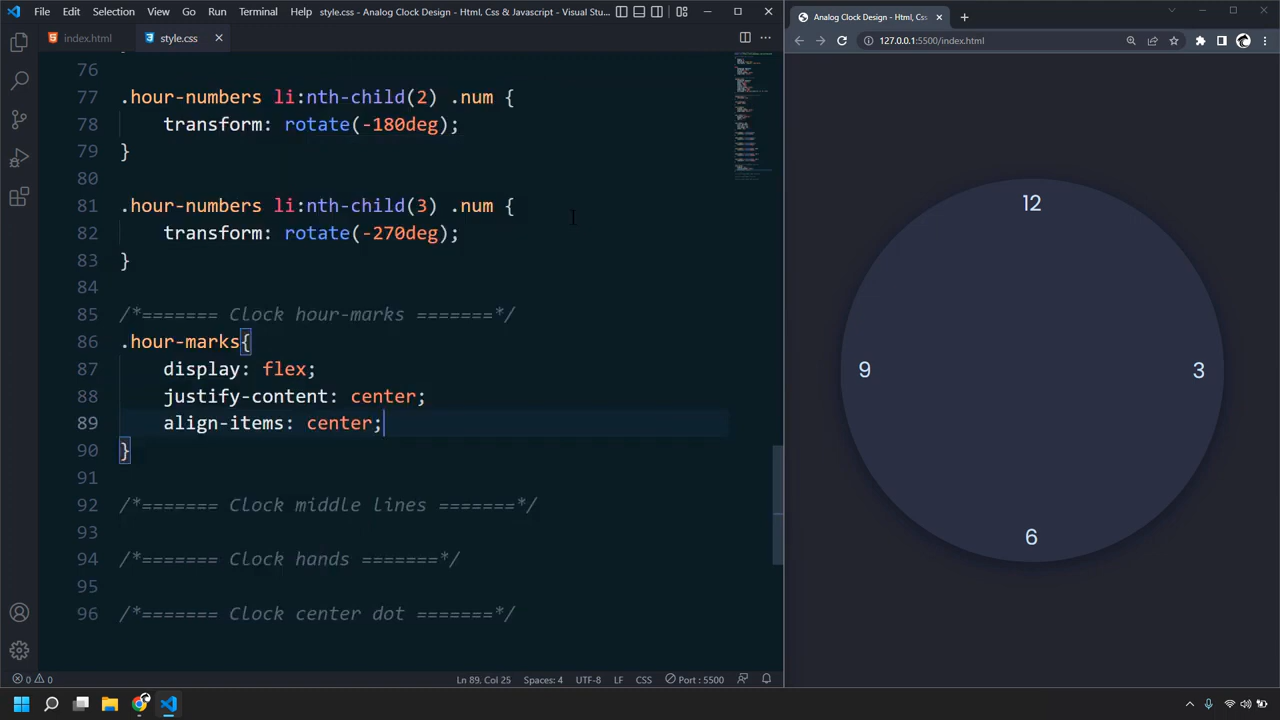 File Edit Selection View Go Run Terminal Help style.css - Analog Clock Design - Html, Css & Javascript - Visual Stu...
index.html style.css
76
77 .hour-numbers li:nth-child(2) .num {
78 transform: rotate(-180deg);
79 }
80
81 .hour-numbers li:nth-child(3) .num {
82 transform: rotate(-270deg);
83 }
84
85 /*======= Clock hour-marks =======*/
86 .hour-marks{
87 display: flex;
88 justify-content: center;
89 align-items: center;
90 }
91
92 /*======= Clock middle lines =======*/
93
94 /*======= Clock hands =======*/
95
96 /*======= Clock center dot =======*/
0 0 Ln 89, Col 25 Spaces: 4 UTF-8 LF CSS Port : 5500
Analog Clock Design - Html, Css
127.0.0.1:5500/index.html
12
9 3
6